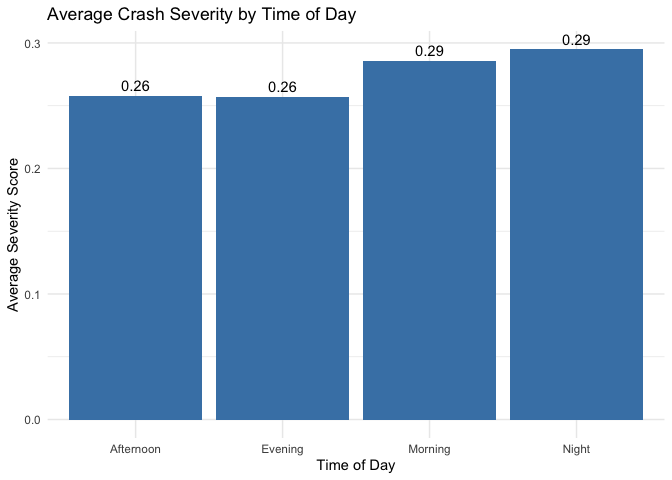 Average Crash Severity by Time of Day
0.3
0.2
0.1
0.0
Average Severity Score
0.26
0.26
0.29
0.29
Afternoon
Evening
Morning
Night
Time of Day